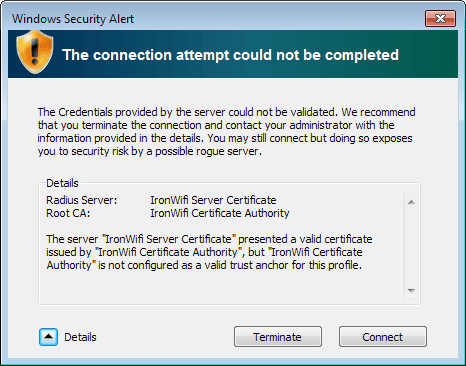 Windows Security Alert
The connection attempt could not be completed
The Credentials provided by the server could not be validated. We recommend
that you terminate the connection and contact your administrator with the
information provided in the details. You may still connect but doing so exposes
you to security risk by a possible rogue server.
Details
Radius Server: IronWifi Server Certificate
Root CA: IronWifi Certificate Authority
The server "IronWifi Server Certificate" presented a valid certificate
issued by "IronWifi Certificate Authority", but "IronWifi Certificate
Authority" is not configured as a valid trust anchor for this profile.
Details Terminate Connect